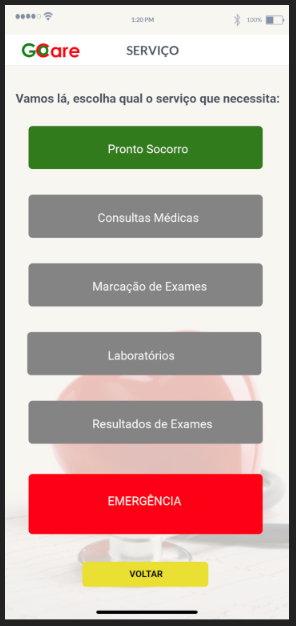 1:20 PM
100%
GCare
SERVIÇO
Vamos lá, escolha qual o serviço que necessita:
Pronto Socorro
Consultas Médicas
Marcação de Exames
Laboratórios
Resultados de Exames
EMERGÊNCIA
VOLTAR